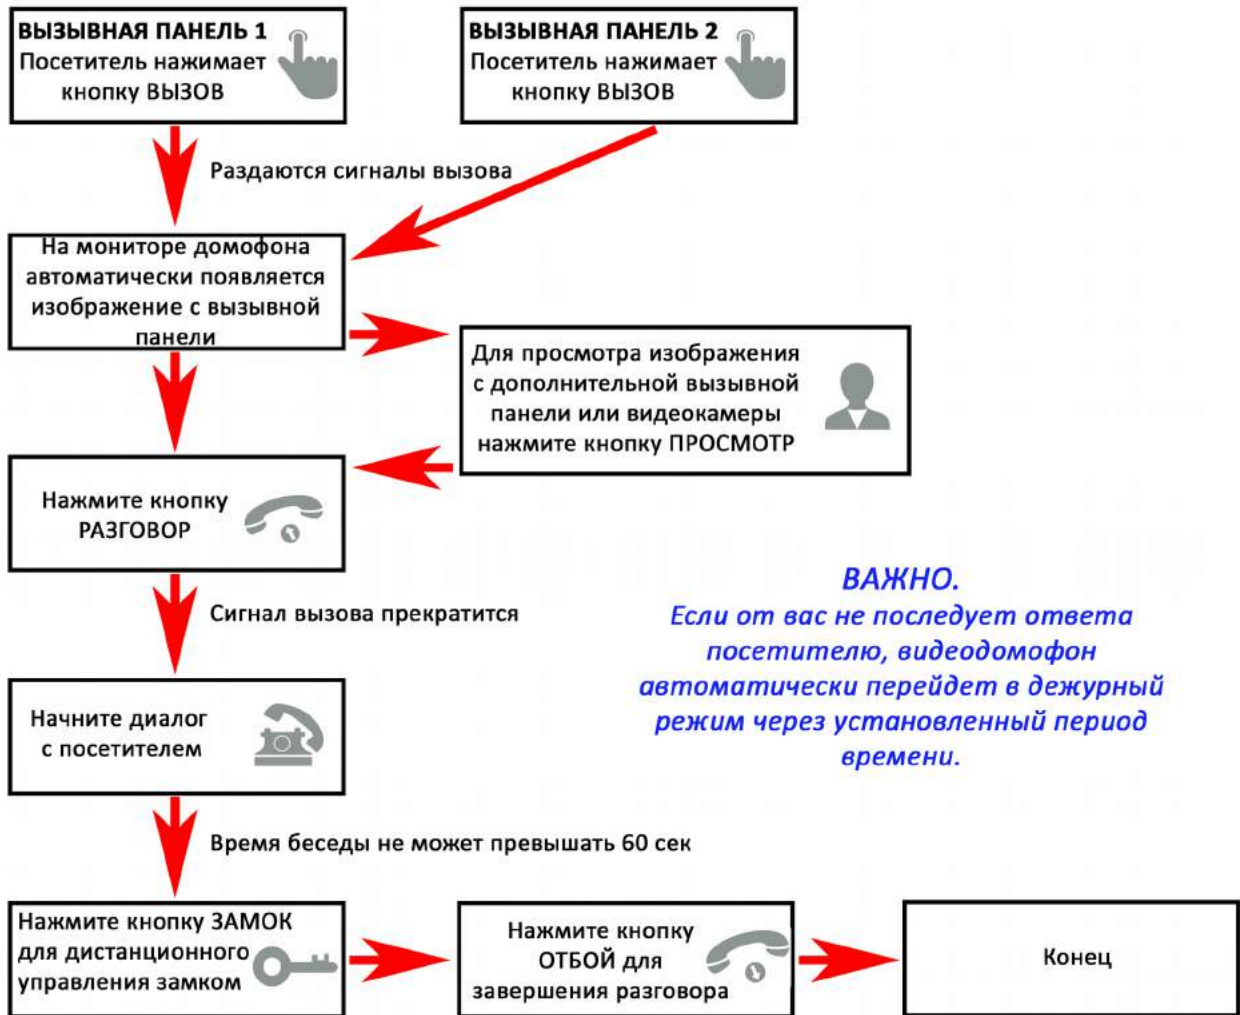 ВЫЗЫВНАЯ ПАНЕЛЬ 1
Посетитель нажимает
кнопку ВЫЗОВ
ВЫЗЫВНАЯ ПАНЕЛЬ 2
Посетитель нажимает
кнопку ВЫЗОВ
Раздаются сигналы вызова
На мониторе домофона
автоматически появляется
изображение с вызывной
панели
Для просмотра изображения
с дополнительной вызывной
панели или видеокамеры
нажмите кнопку ПРОСМОТР
Нажмите кнопку
РАЗГОВОР
Сигнал вызова прекратится
ВАЖНО.
Если от вас не последует ответа
посетителю, видеодомофон
автоматически перейдет в дежурный
режим через установленный период
времени.
Начните диалог
с посетителем
Время беседы не может превышать 60 сек
Нажмите кнопку ЗАМОК
для дистанционного
управления замком
Нажмите кнопку
ОТБОЙ для
завершения разговора
Конец